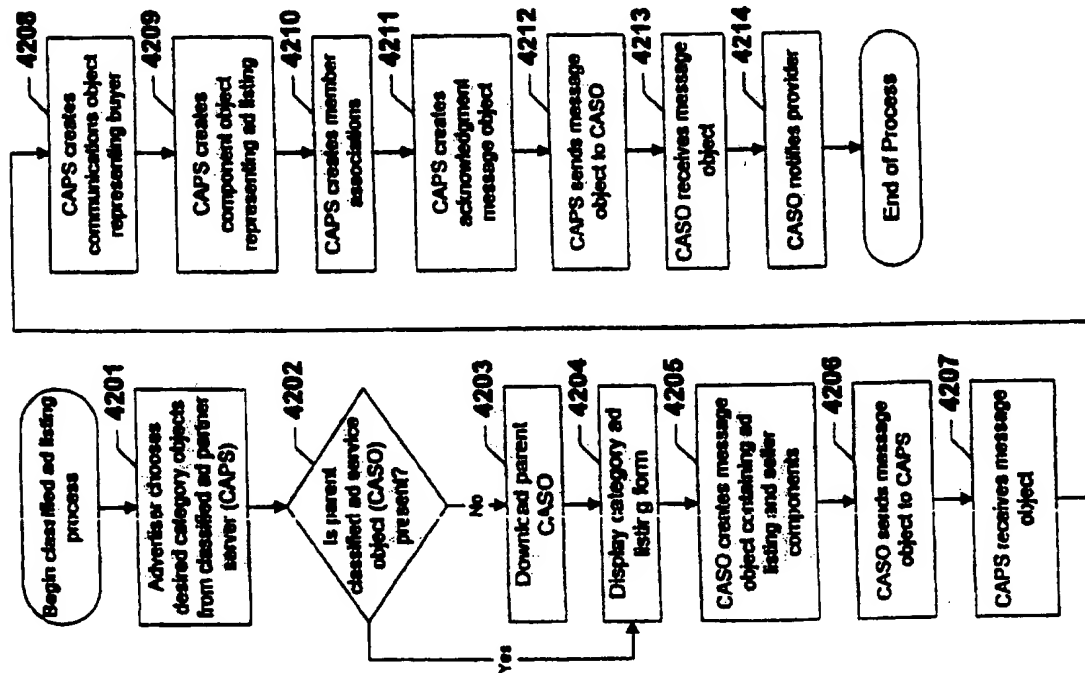 Begin classified ad listing
process
4201
Advertiser chooses
desired category objects
from classified ad partner
server (CAPS)
4202
Is parent
classified ad service
object (CASO)
present?
No
Yes
4203
Download parent
CASO
4204
Display category ad
listing form
4205
CASO creates message
object containing ad
listing and seller
components
4206
CASO sends message
object to CAPS
4207
CAPS receives message
object
4208
CAPS creates
communications object
representing buyer
4209
CAPS creates
component object
representing ad listing
4210
CAPS creates member
associations
4211
CAPS creates
acknowledgment
message object
4212
CAPS sends message
object to CASO
4213
CASO receives message
object
4214
CASO notifies provider
End of Process